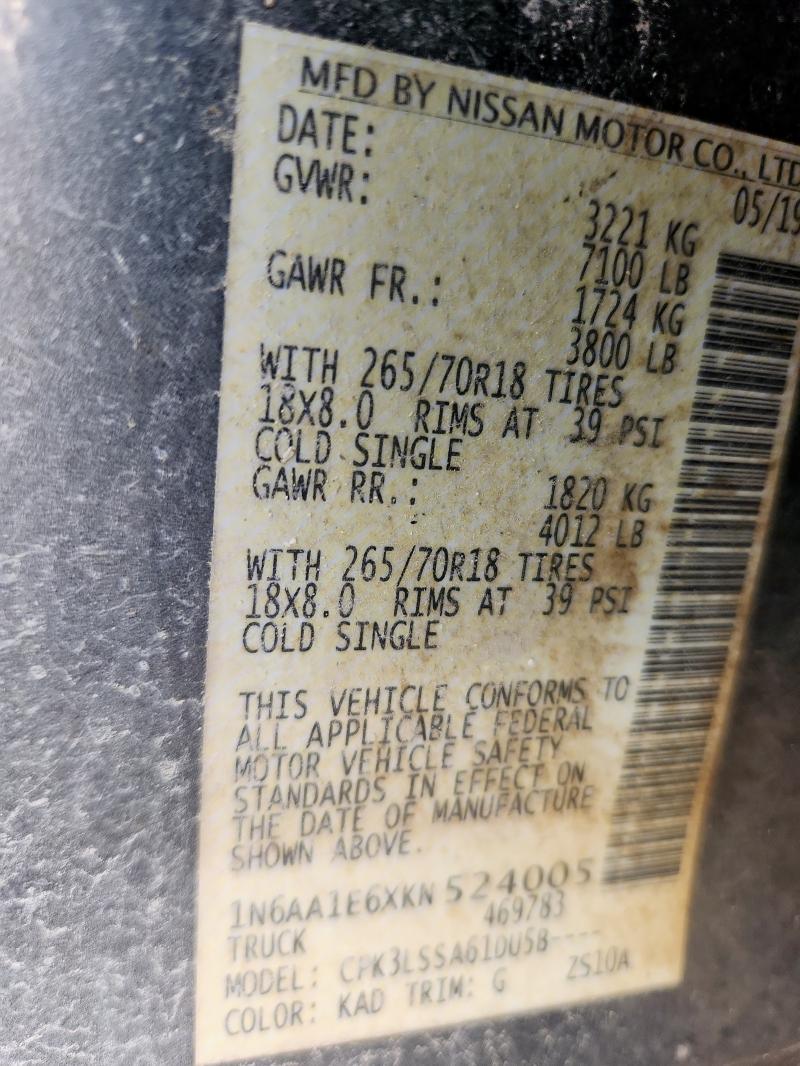 MFD BY NISSAN MOTOR CO., LTD
DATE: 05/19
GVWR: 3221 KG
7100 LB
GAWR FR.: 1724 KG
3800 LB
WITH 265/70R18 TIRES
18X8.0 RIMS AT 39 PSI
COLD SINGLE
GAWR RR.: 1820 KG
4012 LB
WITH 265/70R18 TIRES
18X8.0 RIMS AT 39 PSI
COLD SINGLE
THIS VEHICLE CONFORMS TO
ALL APPLICABLE FEDERAL
MOTOR VEHICLE SAFETY
STANDARDS IN EFFECT ON
THE DATE OF MANUFACTURE
SHOWN ABOVE.
1N6AA1E6XKN524005
TRUCK 469783
MODEL: CPK3LSSA61DU58----
COLOR: KAD TRIM: G ZS10A